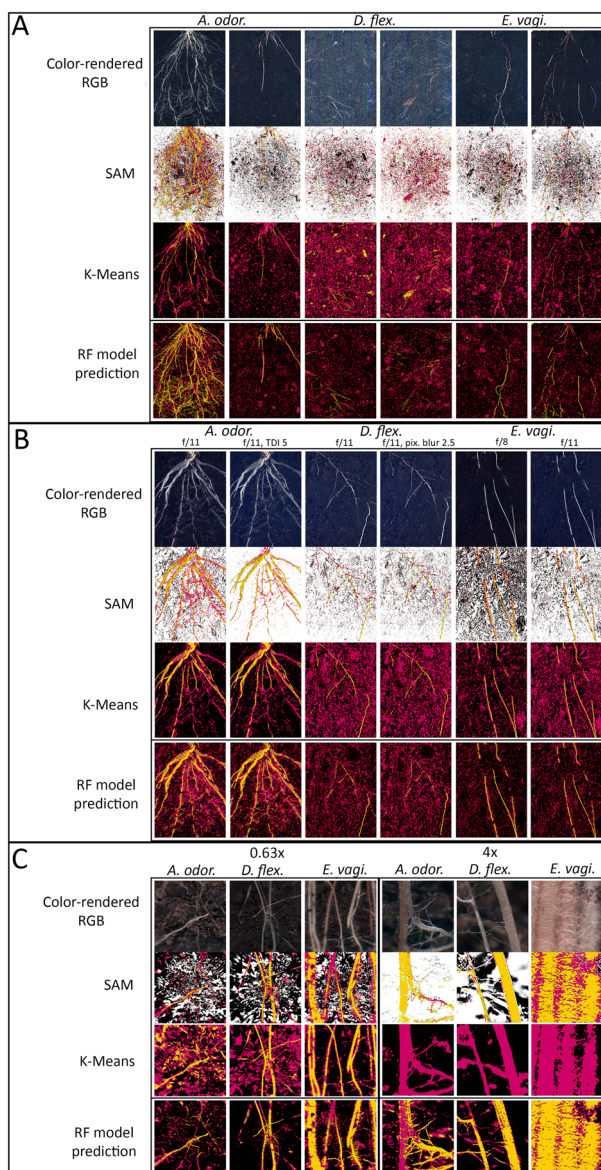 A
A. odor. D. flex. E. vagi.
Color-rendered
RGB
SAM
K-Means
RF model
prediction
B
A. odor. D. flex. E. vagi.
f/11 f/11, TDI 5 f/11 f/11, pix. blur 2.5 f/8 f/11
Color-rendered
RGB
SAM
K-Means
RF model
prediction
C
0.63x 4x
A. odor. D. flex. E. vagi. A. odor. D. flex. E. vagi.
Color-rendered
RGB
SAM
K-Means
RF model
prediction